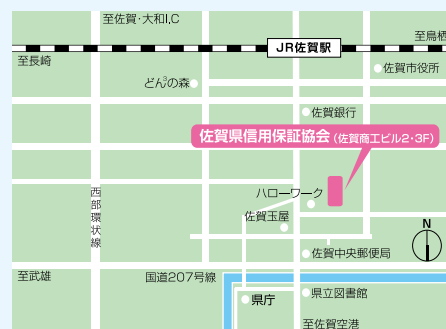 至佐賀・大和I.C
JR佐賀駅
至鳥栖
至長崎
佐賀市役所
どん3の森
佐賀銀行
佐賀県信用保証協会(佐賀商工ビル2・3F)
西部環状線
ハローワーク
佐賀玉屋
N
佐賀中央郵便局
至武雄
国道207号線
県庁
県立図書館
至佐賀空港